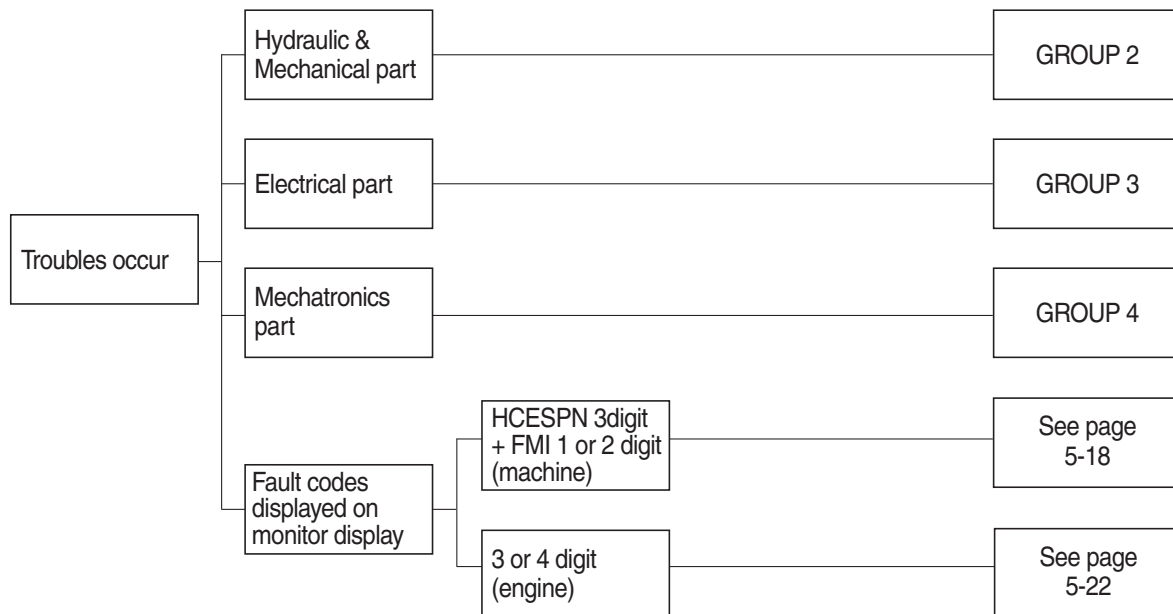 Hydraulic &
Mechanical part
GROUP 2
Electrical part
GROUP 3
Troubles occur
Mechatronics
part
GROUP 4
HCESPN 3digit
+ FMI 1 or 2 digit
(machine)
See page
5-18
Fault codes
displayed on
monitor display
3 or 4 digit
(engine)
See page
5-22